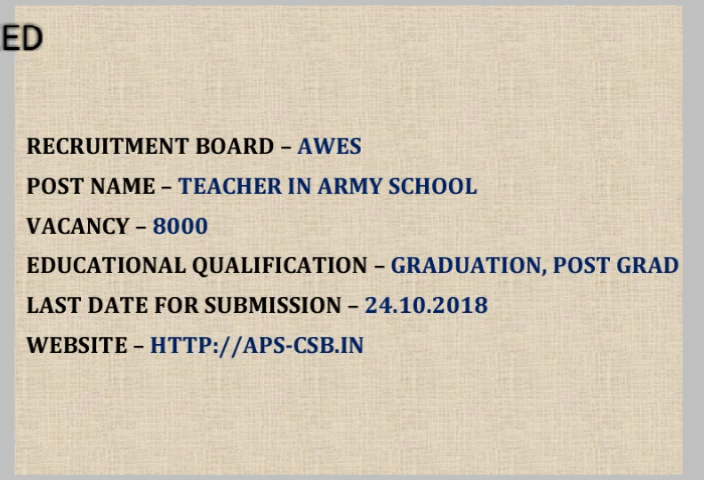 ED
RECRUITMENT BOARD – AWES
POST NAME – TEACHER IN ARMY SCHOOL
VACANCY – 8000
EDUCATIONAL QUALIFICATION – GRADUATION, POST GRAD
LAST DATE FOR SUBMISSION – 24.10.2018
WEBSITE – HTTP://APS-CSB.IN